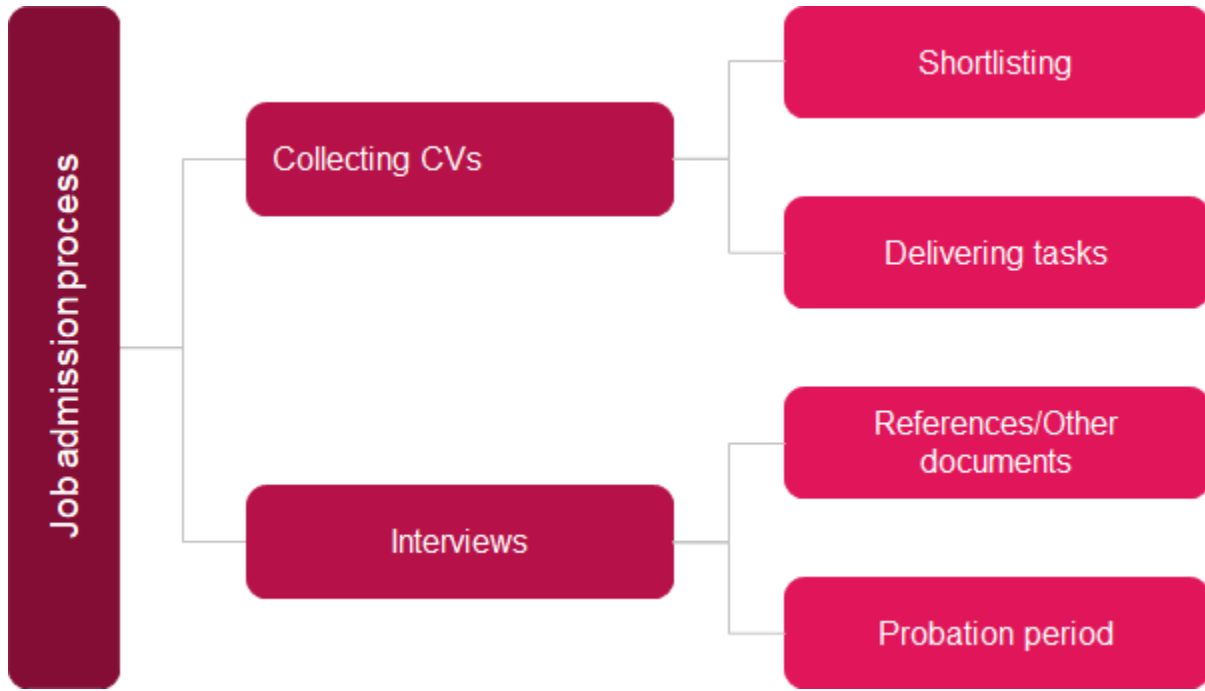 Job admission process
Collecting CVs
Shortlisting
Delivering tasks
Interviews
References/Other
documents
Probation period